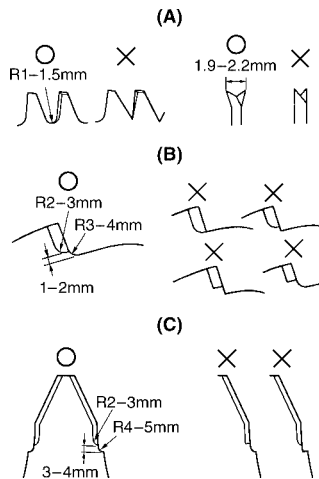 (A)
R1–1.5mm
1.9–2.2mm
(B)
R2–3mm
R3–4mm
1–2mm
(C)
R2–3mm
R4–5mm
3–4mm